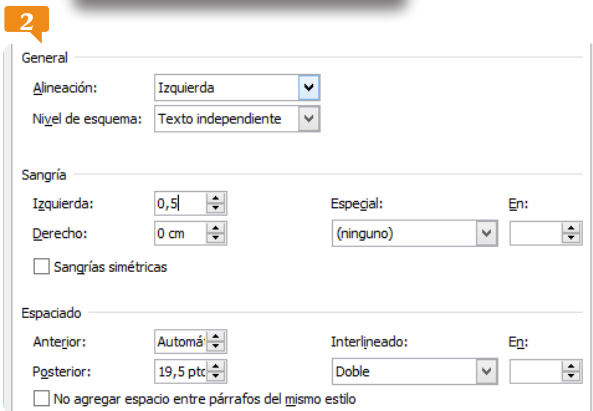 2
General
Alineación: Izquierda
Nivel de esquema: Texto independiente
Sangría
Izquierda: 0,5 Especial: En:
Derecho: 0 cm (ninguno)
Sangrías simétricas
Espaciado
Anterior: Automá Interlineado: En:
Posterior: 19,5 ptc Doble
No agregar espacio entre párrafos del mismo estilo